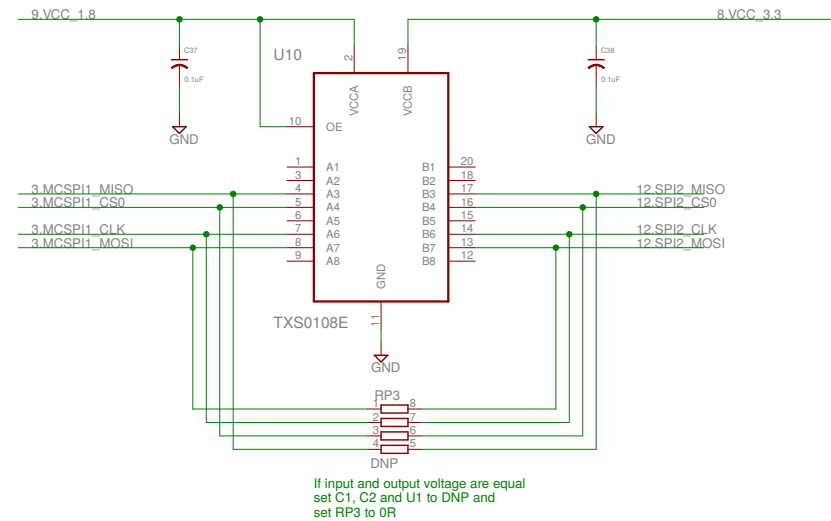 9.VCC_1.8
8.VCC_3.3
C37
0.1uF
GND
U10
2
19
C38
0.1uF
GND
VCCA
VCCB
10
OE
1
A1
B1
20
3
A2
B2
18
3.MCSPI1_MISO
4
A3
B3
17
12.SPI2_MISO
3.MCSPI1_CS0
5
A4
B4
16
12.SPI2_CS0
6
A5
B5
15
3.MCSPI1_CLK
7
A6
B6
14
12.SPI2_CLK
3.MCSPI1_MOSI
8
A7
B7
13
12.SPI2_MOSI
9
A8
B8
12
GND
TXS0108E
11
GND
RP3
1
8
2
7
3
6
4
5
DNP
If input and output voltage are equal
set C1, C2 and U1 to DNP and
set RP3 to 0R